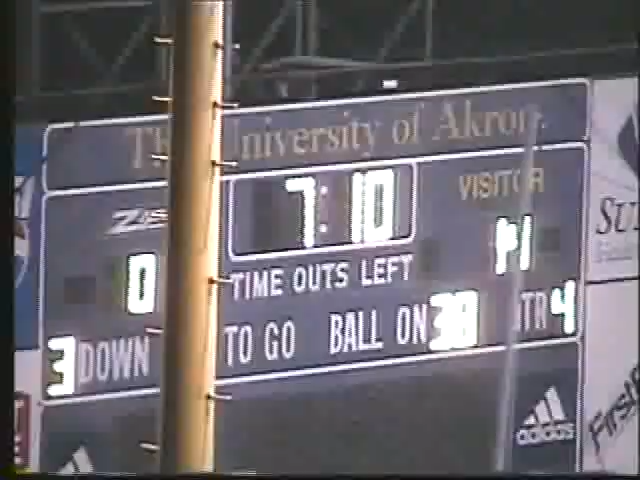 The University of Akron
Zips
7:10
VISITOR
0
TIME OUTS LEFT
3 DOWN TO GO BALL ON 38 QTR 4
adidas